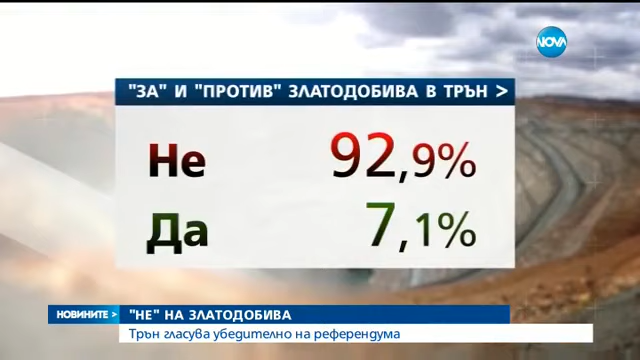 NOVA
"ЗА" И "ПРОТИВ" ЗЛАТОДОБИВА В ТРЪН >
Не 92,9%
Да 7,1%
НОВИНИТЕ >
"НЕ" НА ЗЛАТОДОБИВА
Трън гласува убедително на референдума